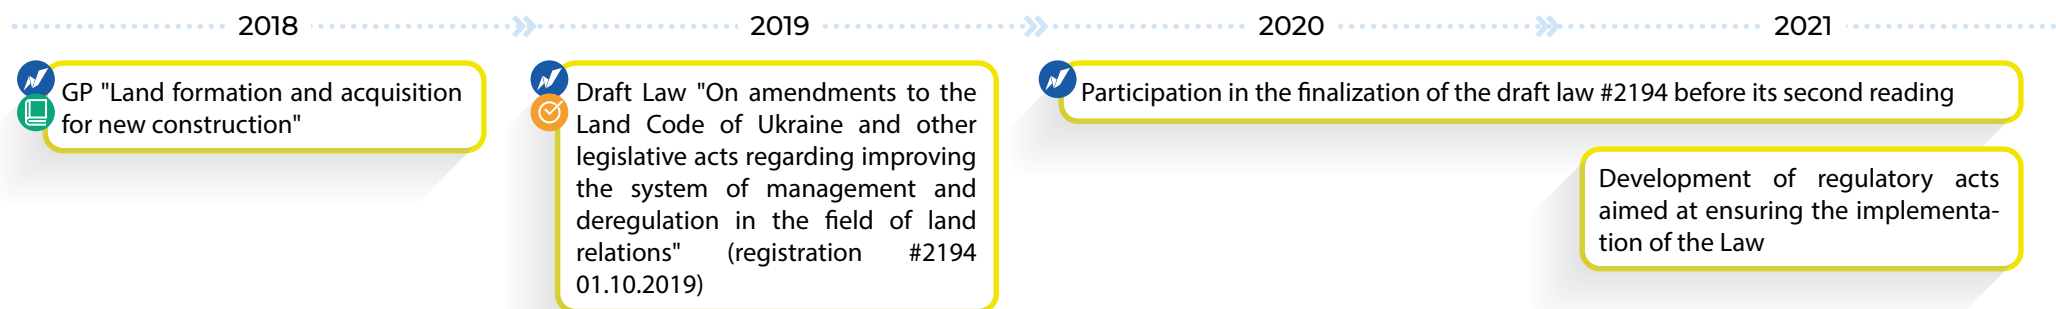 2018
2019
2020
2021
GP "Land formation and acquisition
for new construction"
Draft Law "On amendments to the
Land Code of Ukraine and other
legislative acts regarding improving
the system of management and
deregulation in the field of land
relations" (registration #2194
01.10.2019)
Participation in the finalization of the draft law #2194 before its second reading
Development of regulatory acts
aimed at ensuring the implementa-
tion of the Law